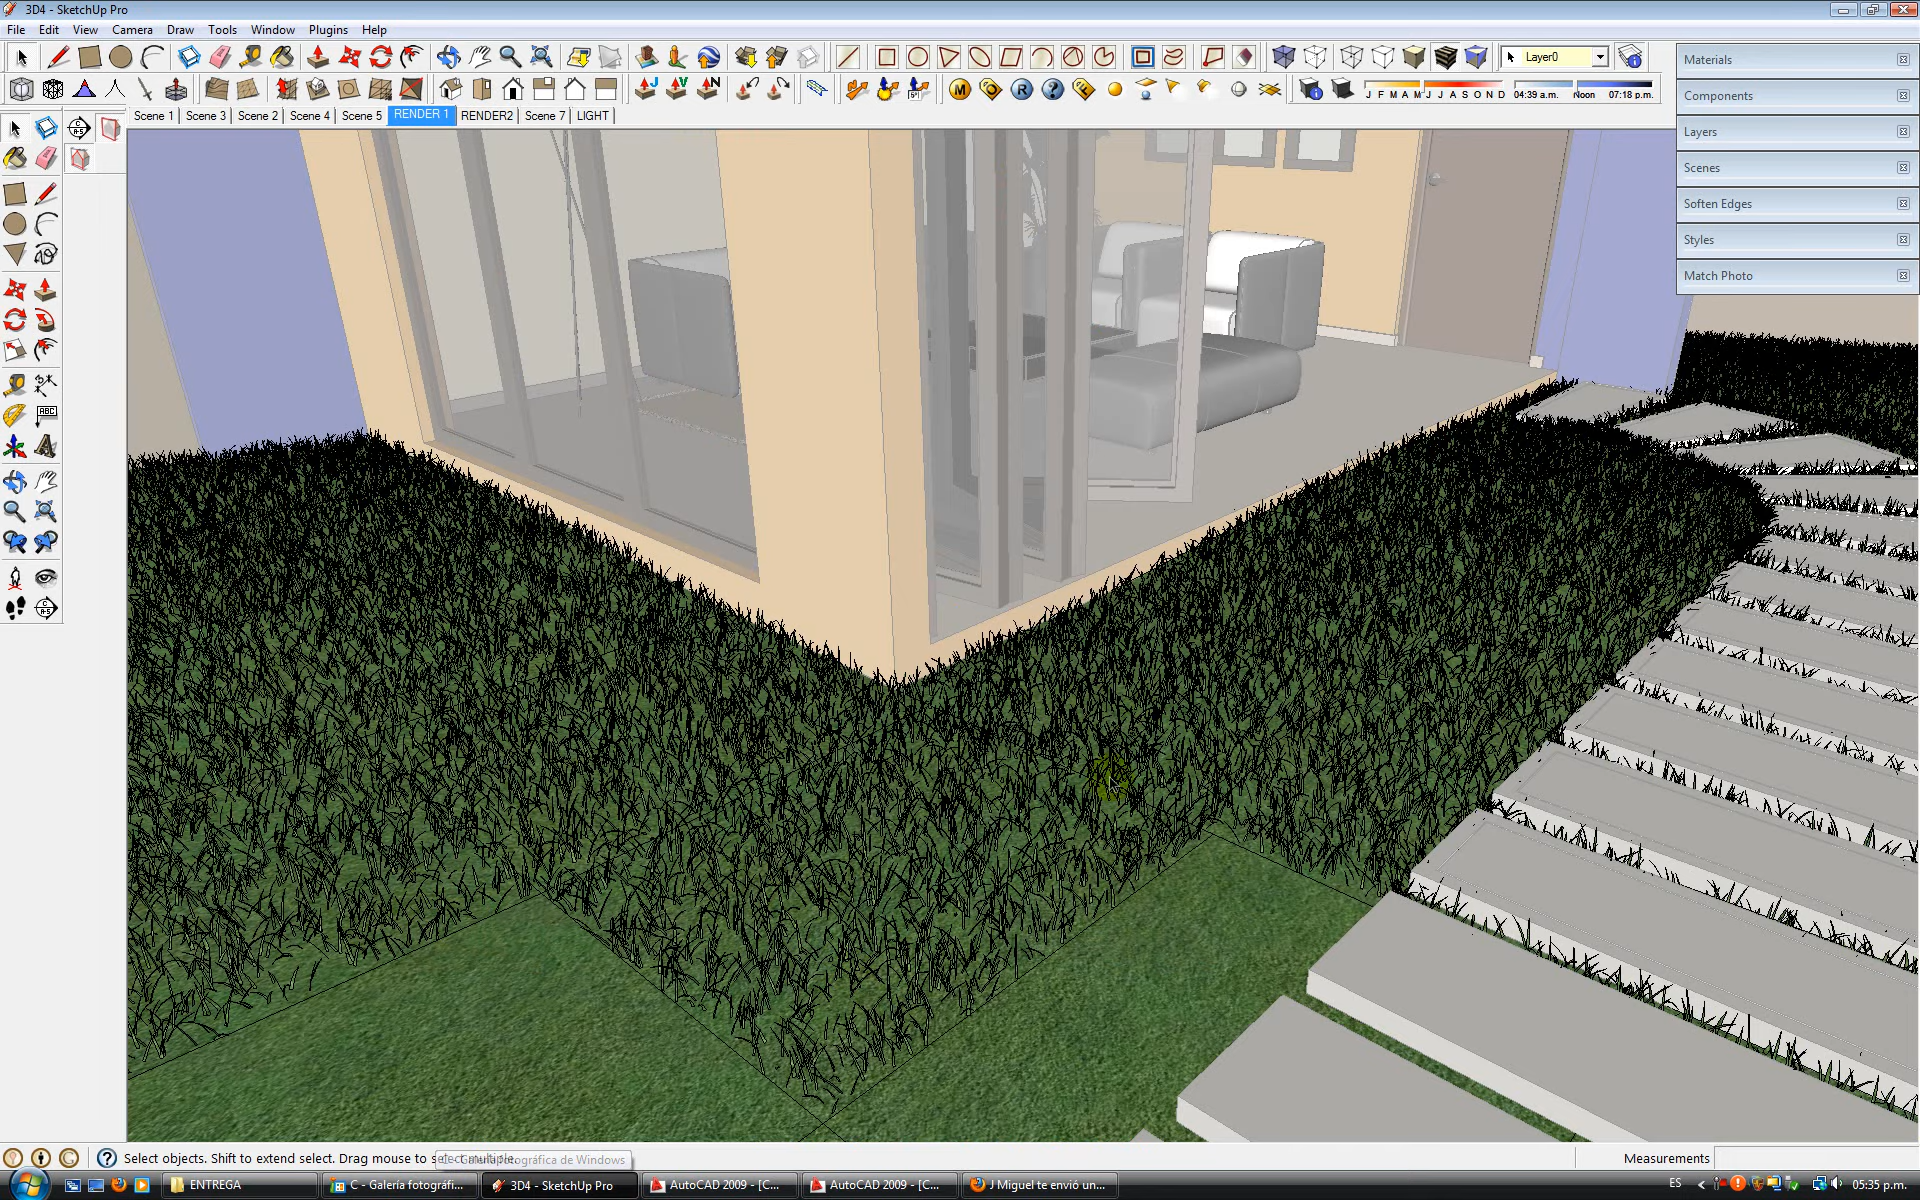 3D4 - SketchUp Pro
File Edit View Camera Draw Tools Window Plugins Help
Layer0
J F M A M J J A S O N D 04:39 a.m. Noon 07:18 p.m.
Scene 1 Scene 3 Scene 2 Scene 4 Scene 5 RENDER 1 RENDER2 Scene 7 LIGHT
Materials
Components
Layers
Scenes
Soften Edges
Styles
Match Photo
ABC
Select objects. Shift to extend select. Drag mouse to select multiple.
Measurements
ENTREGA
C - Galería fotográfi...
3D4 - SketchUp Pro
AutoCAD 2009 - [C...
AutoCAD 2009 - [C...
J Miguel te envió un...
ES
05:35 p.m.